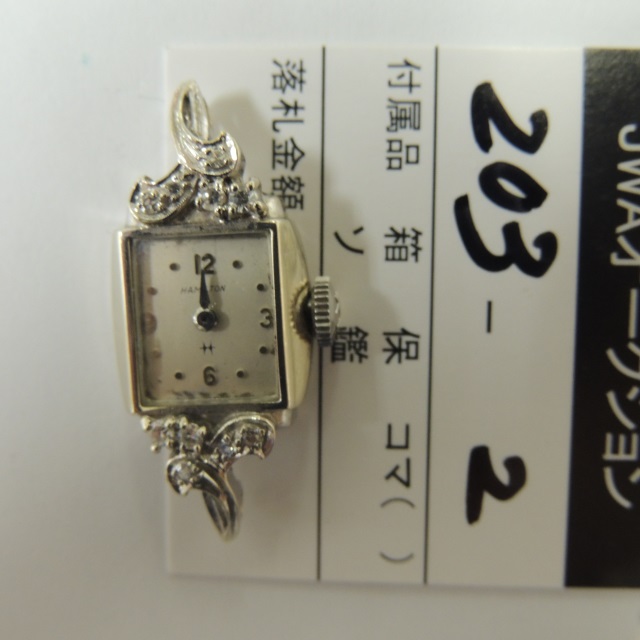 JWAオークション
203-2
付属品 箱 保 コマ( )
ソ 鑑
落札金額
12
HAMILTON
3
6